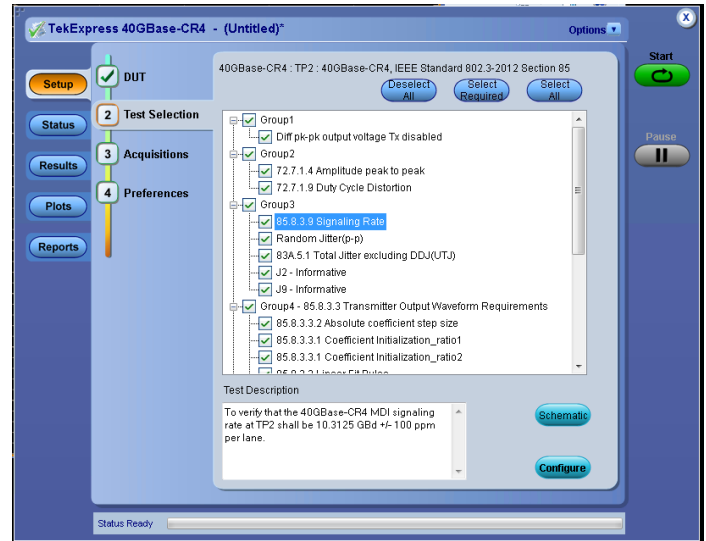 TekExpress 40GBase-CR4 - (Untitled)*
Options
x
Start
Setup
Status
Results
Plots
Reports
DUT
2 Test Selection
3 Acquisitions
4 Preferences
40GBase-CR4 : TP2 : 40GBase-CR4, IEEE Standard 802.3-2012 Section 85
Deselect All
Select Required
Select All
Group1
Diff pk-pk output voltage Tx disabled
Group2
72.7.1.4 Amplitude peak to peak
72.7.1.9 Duty Cycle Distortion
Group3
85.8.3.9 Signaling Rate
Random Jitter(p-p)
83A.5.1 Total Jitter excluding DDJ(UTJ)
J2 - Informative
J9 - Informative
Group4 - 85.8.3.3 Transmitter Output Waveform Requirements
85.8.3.3.2 Absolute coefficient step size
85.8.3.3.1 Coefficient Initialization_ratio1
85.8.3.3.1 Coefficient Initialization_ratio2
Test Description
To verify that the 40GBase-CR4 MDI signaling
rate at TP2 shall be 10.3125 GBd +/- 100 ppm
per lane.
Schematic
Configure
Pause
Status Ready